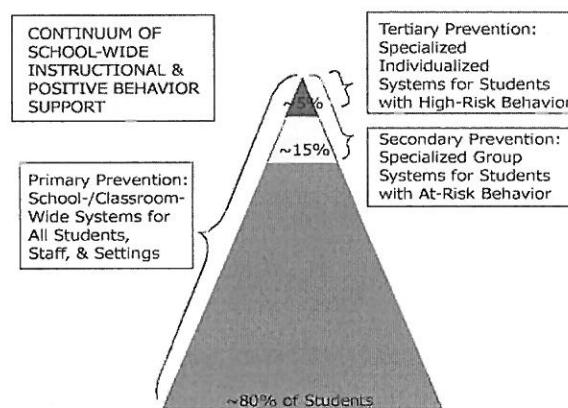 CONTINUUM OF
SCHOOL-WIDE
INSTRUCTIONAL &
POSITIVE BEHAVIOR
SUPPORT
Tertiary Prevention:
Specialized
Individualized
Systems for Students
with High-Risk Behavior
~5%
~15%
Secondary Prevention:
Specialized Group
Systems for Students
with At-Risk Behavior
Primary Prevention:
School-/Classroom-
Wide Systems for
All Students,
Staff, & Settings
~80% of Students